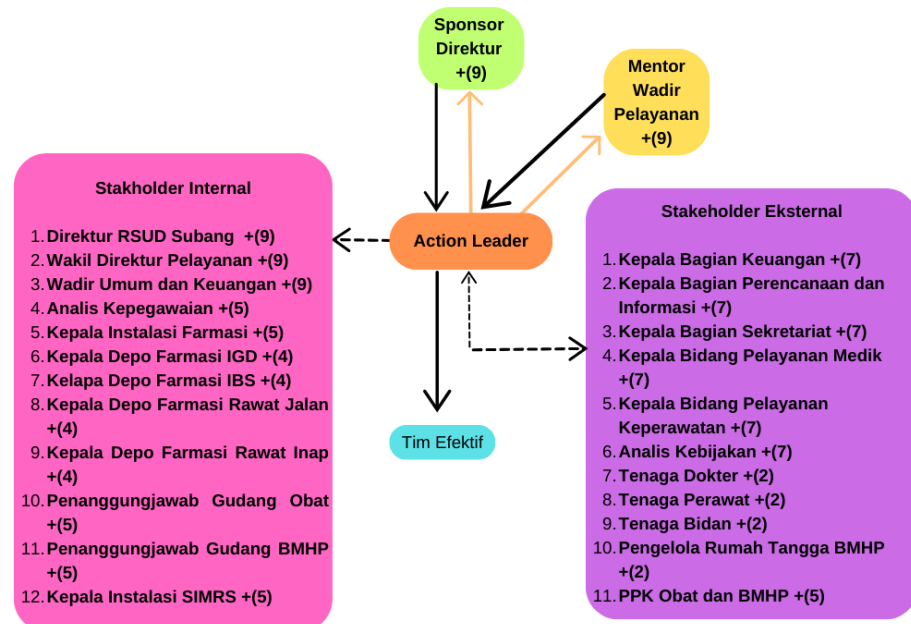 Sponsor
Direktur
+(9)
Mentor
Wadir
Pelayanan
+(9)
Stakholder Internal
1. Direktur RSUD Subang +(9)
2. Wakil Direktur Pelayanan +(9)
3. Wadir Umum dan Keuangan +(9)
4. Analis Kepegawaian +(5)
5. Kepala Instalasi Farmasi +(5)
6. Kepala Depo Farmasi IGD +(4)
7. Kelapa Depo Farmasi IBS +(4)
8. Kepala Depo Farmasi Rawat Jalan
+(4)
9. Kepala Depo Farmasi Rawat Inap
+(4)
10. Penanggungjawab Gudang Obat
+(5)
11. Penanggungjawab Gudang BMHP
+(5)
12. Kepala Instalasi SIMRS +(5)
Action Leader
Tim Efektif
Stakeholder Eksternal
1. Kepala Bagian Keuangan +(7)
2. Kepala Bagian Perencanaan dan
Informasi +(7)
3. Kepala Bagian Sekretariat +(7)
4. Kepala Bidang Pelayanan Medik
+(7)
5. Kepala Bidang Pelayanan
Keperawatan +(7)
6. Analis Kebijakan +(7)
7. Tenaga Dokter +(2)
8. Tenaga Perawat +(2)
9. Tenaga Bidan +(2)
10. Pengelola Rumah Tangga BMHP
+(2)
11. PPK Obat dan BMHP +(5)